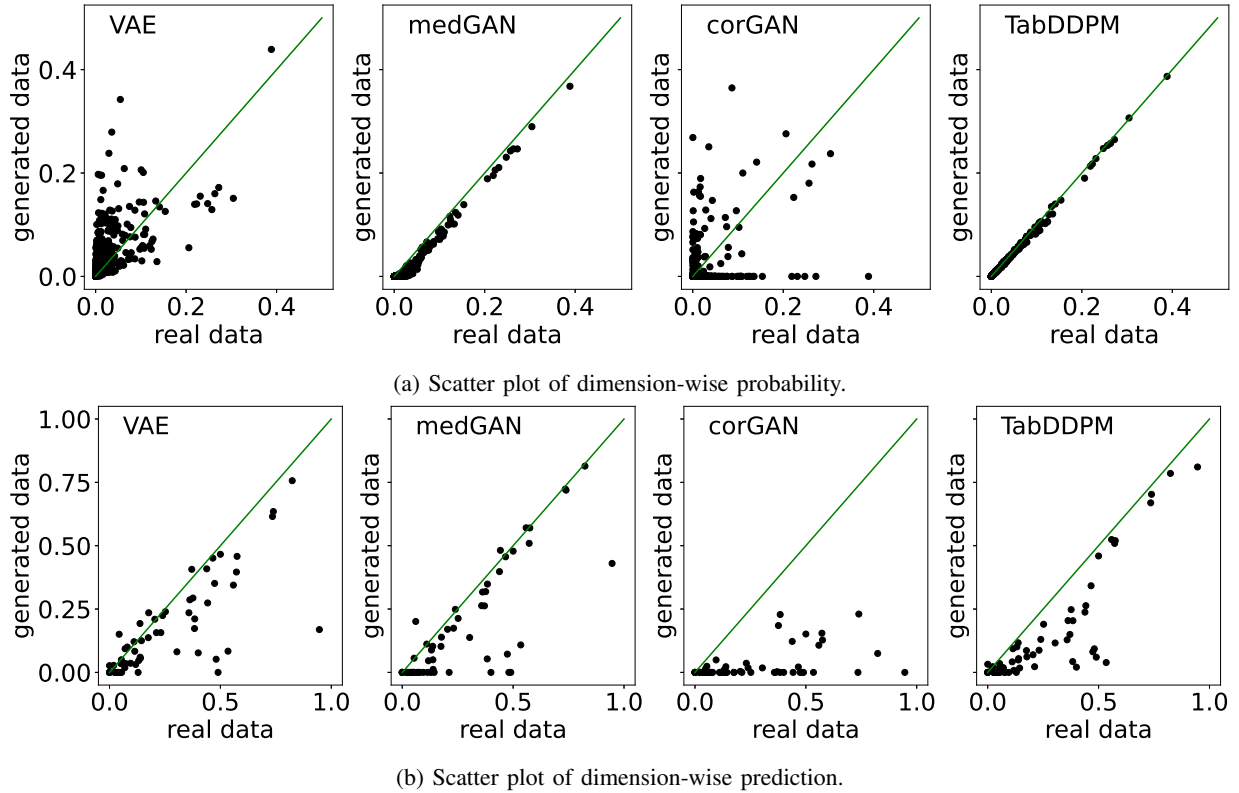 VAE medGAN corGAN TabDDPM
generated data generated data generated data generated data
0.4
0.2
0.0
0.0 0.2 0.4 0.0 0.2 0.4 0.0 0.2 0.4 0.0 0.2 0.4
real data real data real data real data
(a) Scatter plot of dimension-wise probability.
1.00 VAE medGAN corGAN TabDDPM
generated data generated data generated data generated data
0.75
0.50
0.25
0.00
0.0 0.5 1.0 0.0 0.5 1.0 0.0 0.5 1.0 0.0 0.5 1.0
real data real data real data real data
(b) Scatter plot of dimension-wise prediction.